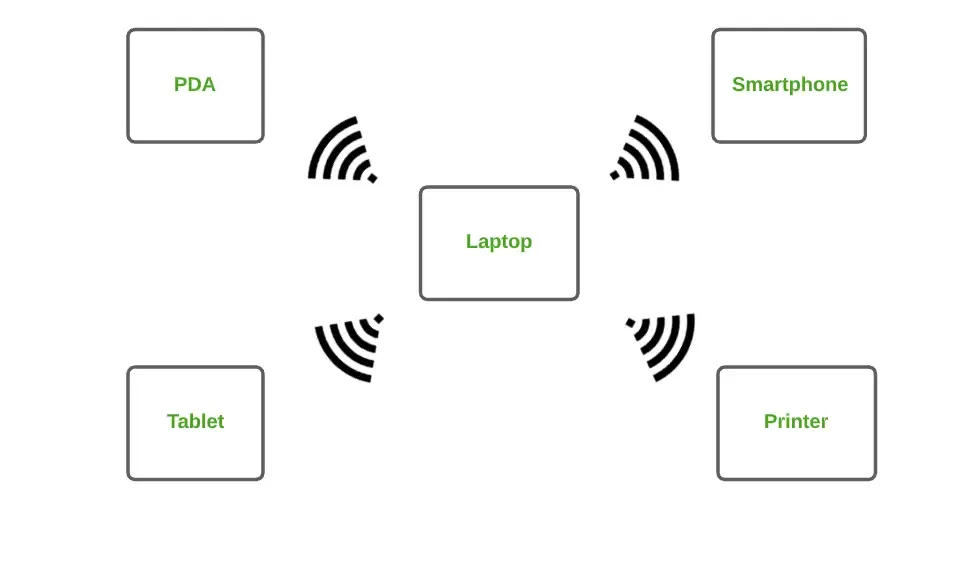 PDA
Smartphone
Laptop
Tablet
Printer